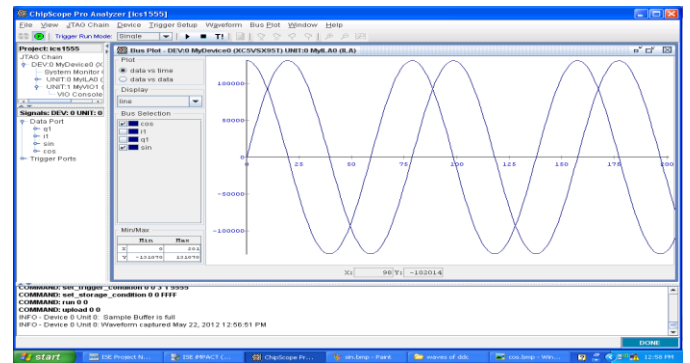 ChipScope Pro Analyzer [ics1555]
File View JTAG Chain Device Trigger Setup Waveform Bus Plot Window Help
Trigger Run Mode: Single T!
Project: ics1555
JTAG Chain
DEV:0 MyDevice0 (XC
System Monitor
UNIT:0 MyILA0 (
UNIT:1 MyVIO1 (
VIO Console
Signals: DEV: 0 UNIT: 0
Data Port
q1
i1
sin
cos
Trigger Ports
Bus Plot - DEV:0 MyDevice0 (XC5VSX95T) UNIT:0 MyILA0 (ILA)
Plot
data vs time
data vs data
Display
line
Bus Selection
cos
i1
q1
sin
Min/Max
Min Max
X 0 201
Y -131070 131070
100000
50000
0
-50000
-100000
25 50 75 100 125 150 175
X: 90 Y: -102014
COMMAND: set_trigger_condition 0 0 3 1 5555
COMMAND: set_storage_condition 0 0 FFFF
COMMAND: run 0 0
COMMAND: upload 0 0
INFO - Device 0 Unit 0: Sample Buffer is full
INFO - Device 0 Unit 0: Waveform captured May 22, 2012 12:56:51 PM
DONE
start ISE Project N... ISE iMPACT (... ChipScope Pr... sin.bmp - Paint waves of ddc cos.bmp - Win... 12:58 PM